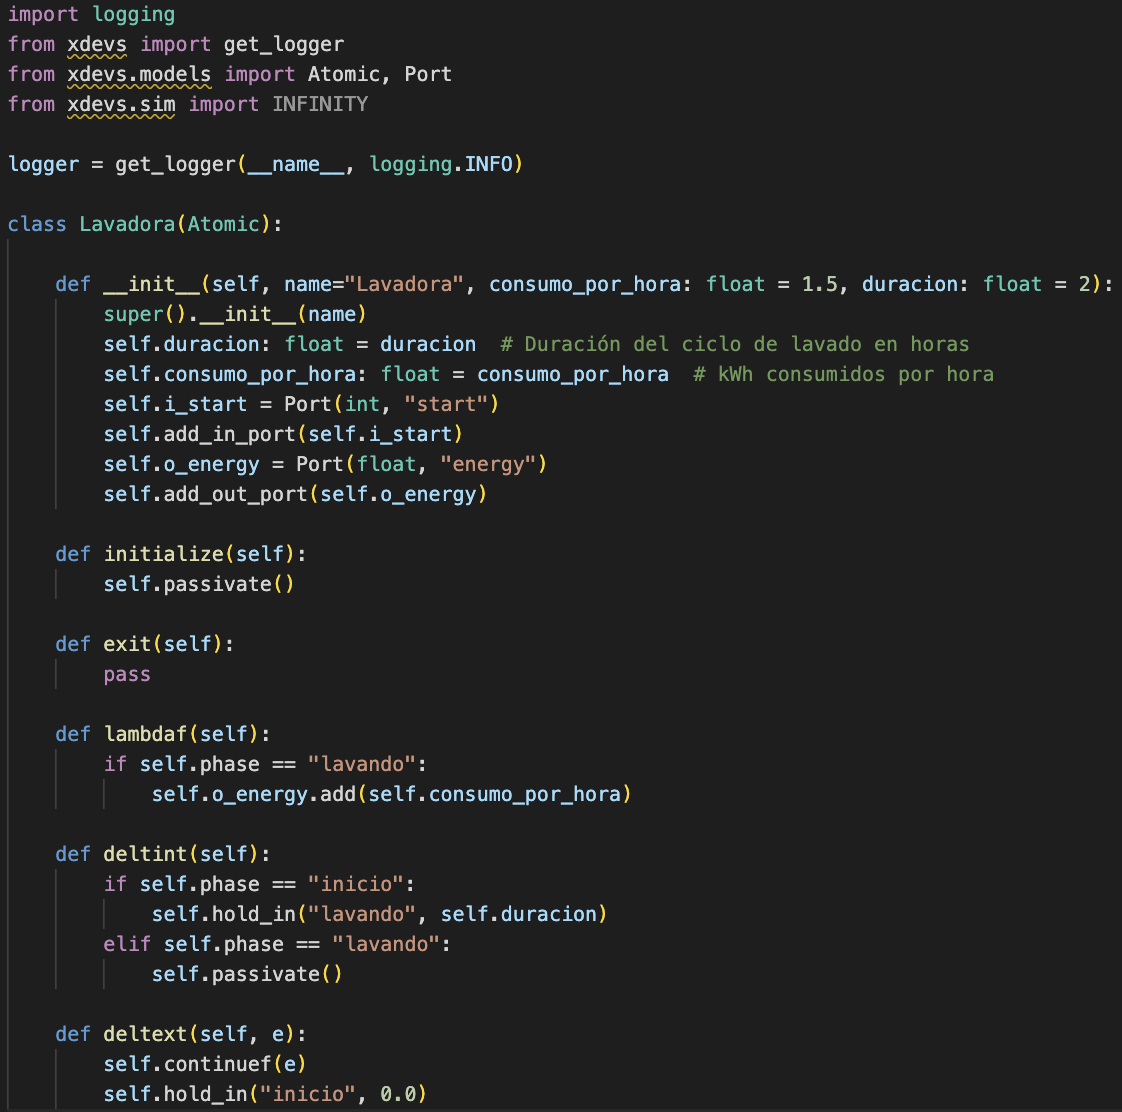 import logging
from xdevs import get_logger
from xdevs.models import Atomic, Port
from xdevs.sim import INFINITY

logger = get_logger(__name__, logging.INFO)

class Lavadora(Atomic):

    def __init__(self, name="Lavadora", consumo_por_hora: float = 1.5, duracion: float = 2):
        super().__init__(name)
        self.duracion: float = duracion  # Duración del ciclo de lavado en horas
        self.consumo_por_hora: float = consumo_por_hora  # kWh consumidos por hora
        self.i_start = Port(int, "start")
        self.add_in_port(self.i_start)
        self.o_energy = Port(float, "energy")
        self.add_out_port(self.o_energy)

    def initialize(self):
        self.passivate()

    def exit(self):
        pass

    def lambdaf(self):
        if self.phase == "lavando":
            self.o_energy.add(self.consumo_por_hora)

    def deltint(self):
        if self.phase == "inicio":
            self.hold_in("lavando", self.duracion)
        elif self.phase == "lavando":
            self.passivate()

    def deltext(self, e):
        self.continuef(e)
        self.hold_in("inicio", 0.0)